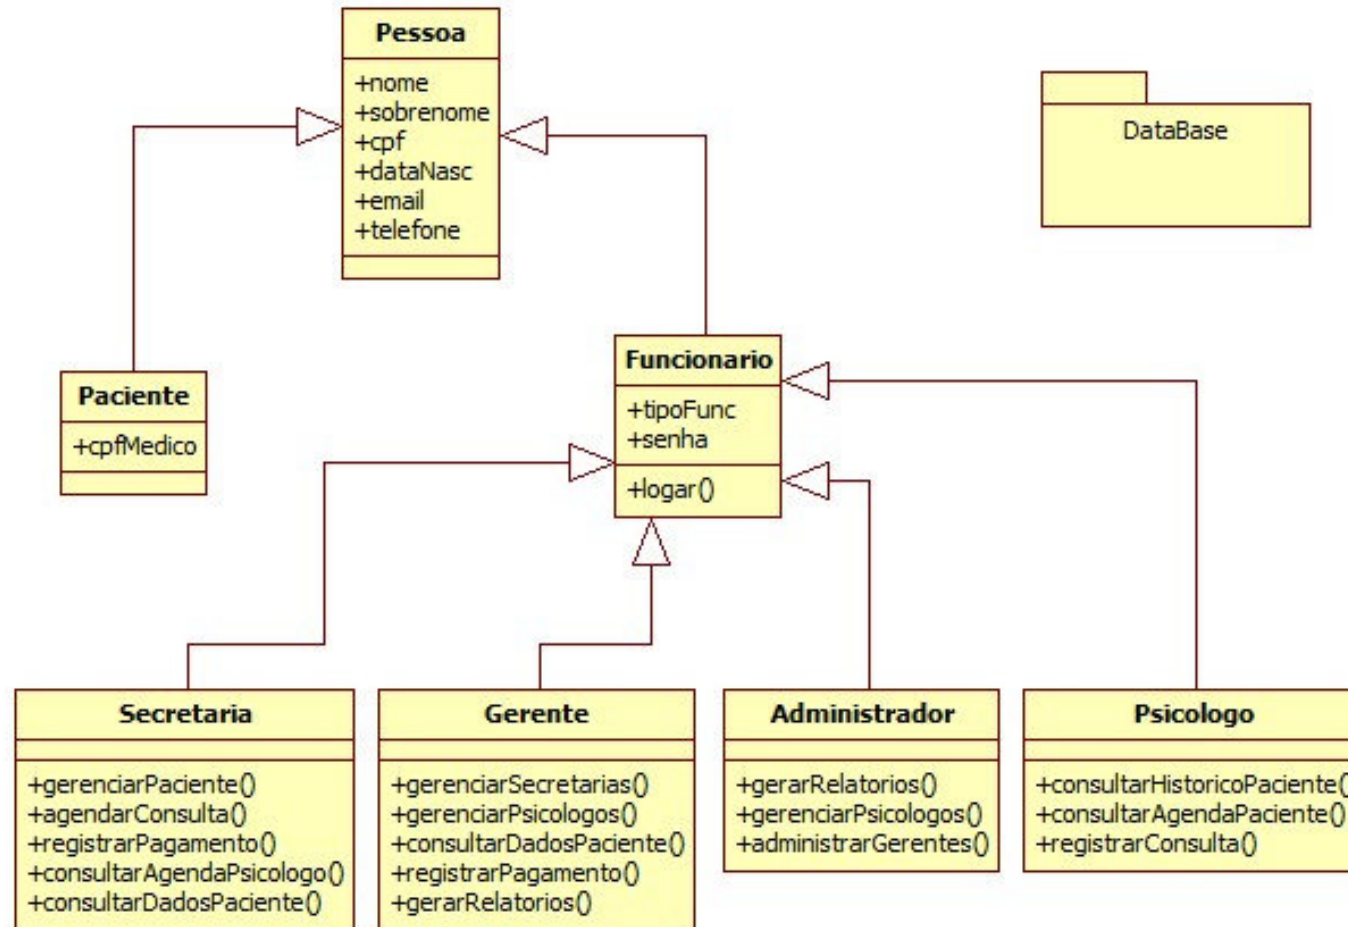 Pessoa
+nome
+sobrenome
+cpf
+dataNasc
+email
+telefone
DataBase
Funcionario
+tipoFunc
+senha
+logar()
Paciente
+cpfMedico
Secretaria
+gerenciarPaciente()
+agendarConsulta()
+registrarPagamento()
+consultarAgendaPsicologo()
+consultarDadosPaciente()
Gerente
+gerenciarSecretarias()
+gerenciarPsicologos()
+consultarDadosPaciente()
+registrarPagamento()
+gerarRelatorios()
Administrador
+gerarRelatorios()
+gerenciarPsicologos()
+administrarGerentes()
Psicologo
+consultarHistoricoPaciente()
+consultarAgendaPaciente()
+registrarConsulta()